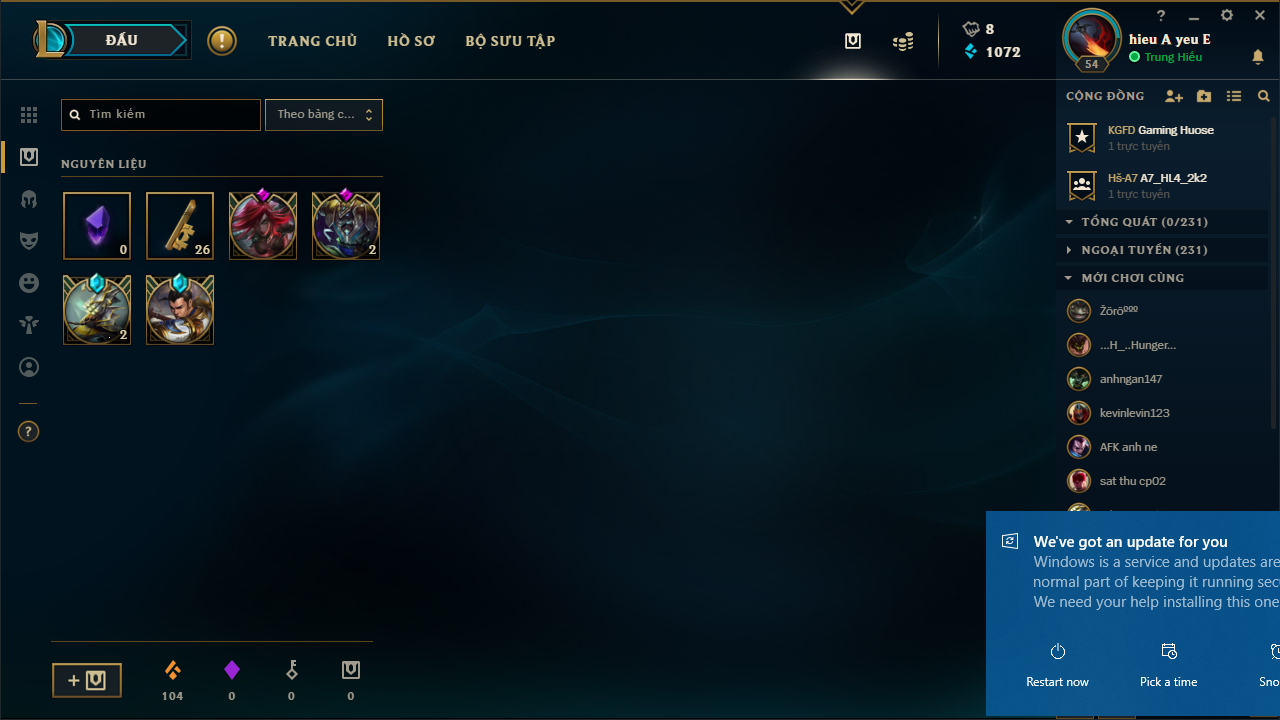 ĐẤU
TRANG CHỦ
HỒ SƠ
BỘ SƯU TẬP
8
1072
54
hieu A yeu E
Trung Hiếu
Tìm kiếm
Theo bảng c...
NGUYÊN LIỆU
0
26
2
2
104
0
0
0
CỘNG ĐỒNG
KGFD Gaming Huose
1 trực tuyến
Hš-A7 A7_HL4_2k2
1 trực tuyến
TỔNG QUÁT (0/231)
NGOẠI TUYẾN (231)
MỚI CHƠI CÙNG
Žörö⁰⁰⁰
...H_..Hunger...
anhngan147
kevinlevin123
AFK anh ne
sat thu cp02
We've got an update for you
Windows is a service and updates are
normal part of keeping it running
We need your help installing this one
Restart now
Pick a time